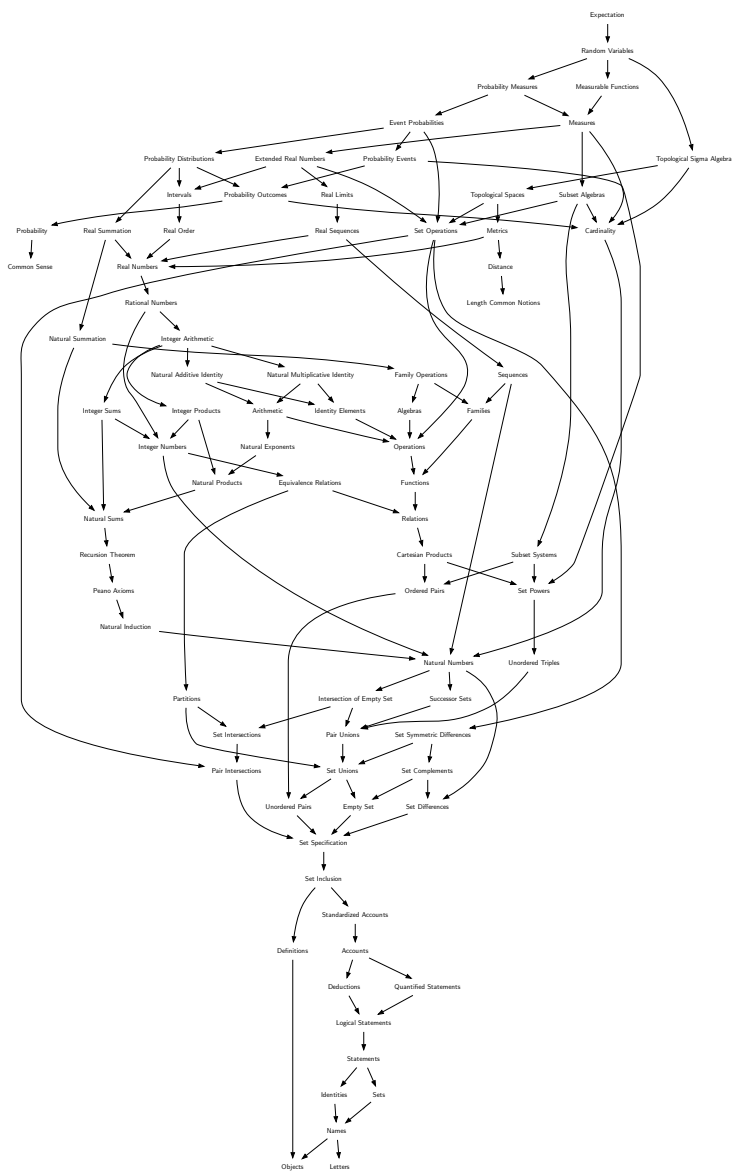 Expectation
Random Variables
Probability Measures
Measurable Functions
Event Probabilities
Measures
Probability Distributions
Extended Real Numbers
Probability Events
Topological Sigma Algebra
Intervals
Probability Outcomes
Real Limits
Topological Spaces
Subset Algebras
Probability
Real Summation
Real Order
Real Sequences
Set Operations
Metrics
Cardinality
Common Sense
Real Numbers
Distance
Rational Numbers
Length Common Notions
Natural Summation
Integer Arithmetic
Natural Additive Identity
Natural Multiplicative Identity
Family Operations
Sequences
Integer Sums
Integer Products
Arithmetic
Identity Elements
Algebras
Families
Integer Numbers
Natural Exponents
Operations
Natural Products
Equivalence Relations
Functions
Natural Sums
Relations
Recursion Theorem
Cartesian Products
Subset Systems
Peano Axioms
Ordered Pairs
Set Powers
Natural Induction
Natural Numbers
Unordered Triples
Partitions
Intersection of Empty Set
Successor Sets
Set Intersections
Pair Unions
Set Symmetric Differences
Pair Intersections
Set Unions
Set Complements
Unordered Pairs
Empty Set
Set Differences
Set Specification
Set Inclusion
Standardized Accounts
Definitions
Accounts
Deductions
Quantified Statements
Logical Statements
Statements
Identities
Sets
Names
Objects
Letters